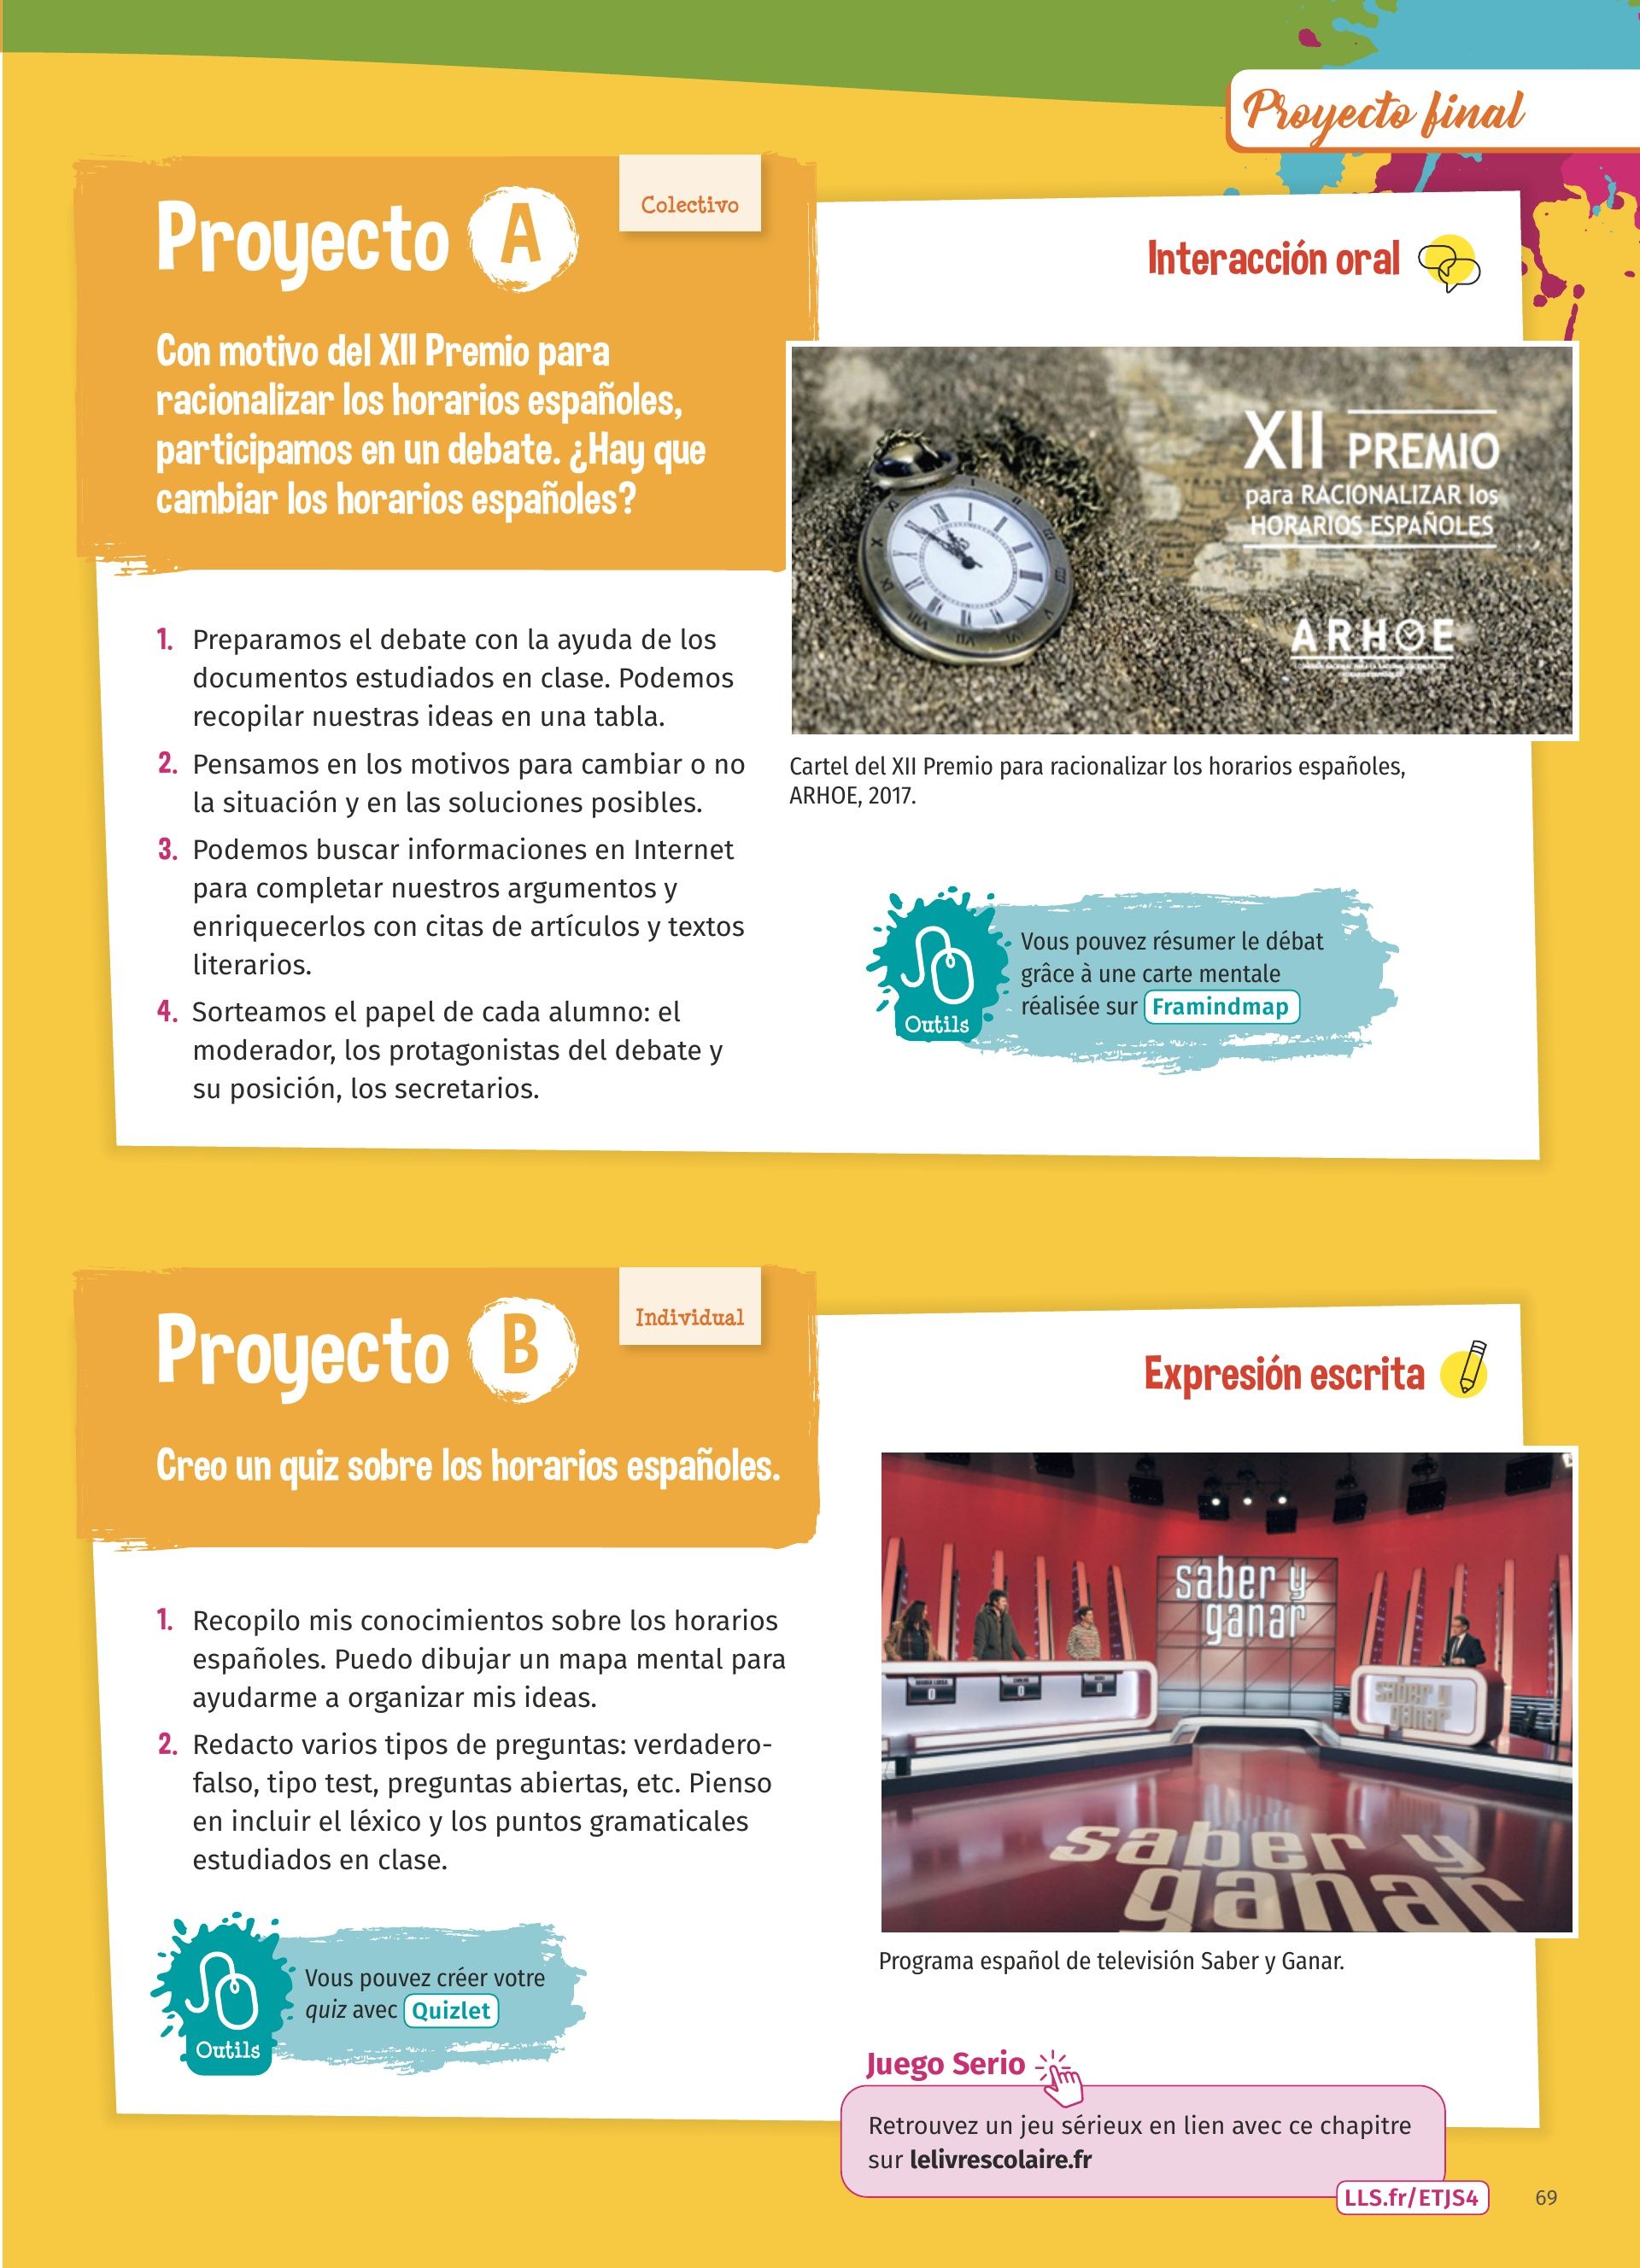 Proyecto final
Proyecto A
Colectivo
Interacción oral
Con motivo del XII Premio para
racionalizar los horarios españoles,
participamos en un debate. ¿Hay que
cambiar los horarios españoles?
XII PREMIO
para RACIONALIZAR los
HORARIOS ESPAÑOLES
ARHOE
1. Preparamos el debate con la ayuda de los
documentos estudiados en clase. Podemos
recopilar nuestras ideas en una tabla.
2. Pensamos en los motivos para cambiar o no
la situación y en las soluciones posibles.
3. Podemos buscar informaciones en Internet
para completar nuestros argumentos y
enriquecerlos con citas de artículos y textos
literarios.
4. Sorteamos el papel de cada alumno: el
moderador, los protagonistas del debate y
su posición, los secretarios.
Cartel del XII Premio para racionalizar los horarios españoles,
ARHOE, 2017.
Outils
Vous pouvez résumer le débat
grâce à une carte mentale
réalisée sur Framindmap
Proyecto B
Individual
Expresión escrita
Creo un quiz sobre los horarios españoles.
1. Recopilo mis conocimientos sobre los horarios
españoles. Puedo dibujar un mapa mental para
ayudarme a organizar mis ideas.
2. Redacto varios tipos de preguntas: verdadero-
falso, tipo test, preguntas abiertas, etc. Pienso
en incluir el léxico y los puntos gramaticales
estudiados en clase.
Outils
Vous pouvez créer votre
quiz avec Quizlet
saber y
ganar
0
0
0
saber y
ganar
saber y
ganar
Programa español de televisión Saber y Ganar.
Juego Serio
Retrouvez un jeu sérieux en lien avec ce chapitre
sur lelivrescolaire.fr
LLS.fr/ETJS4
69